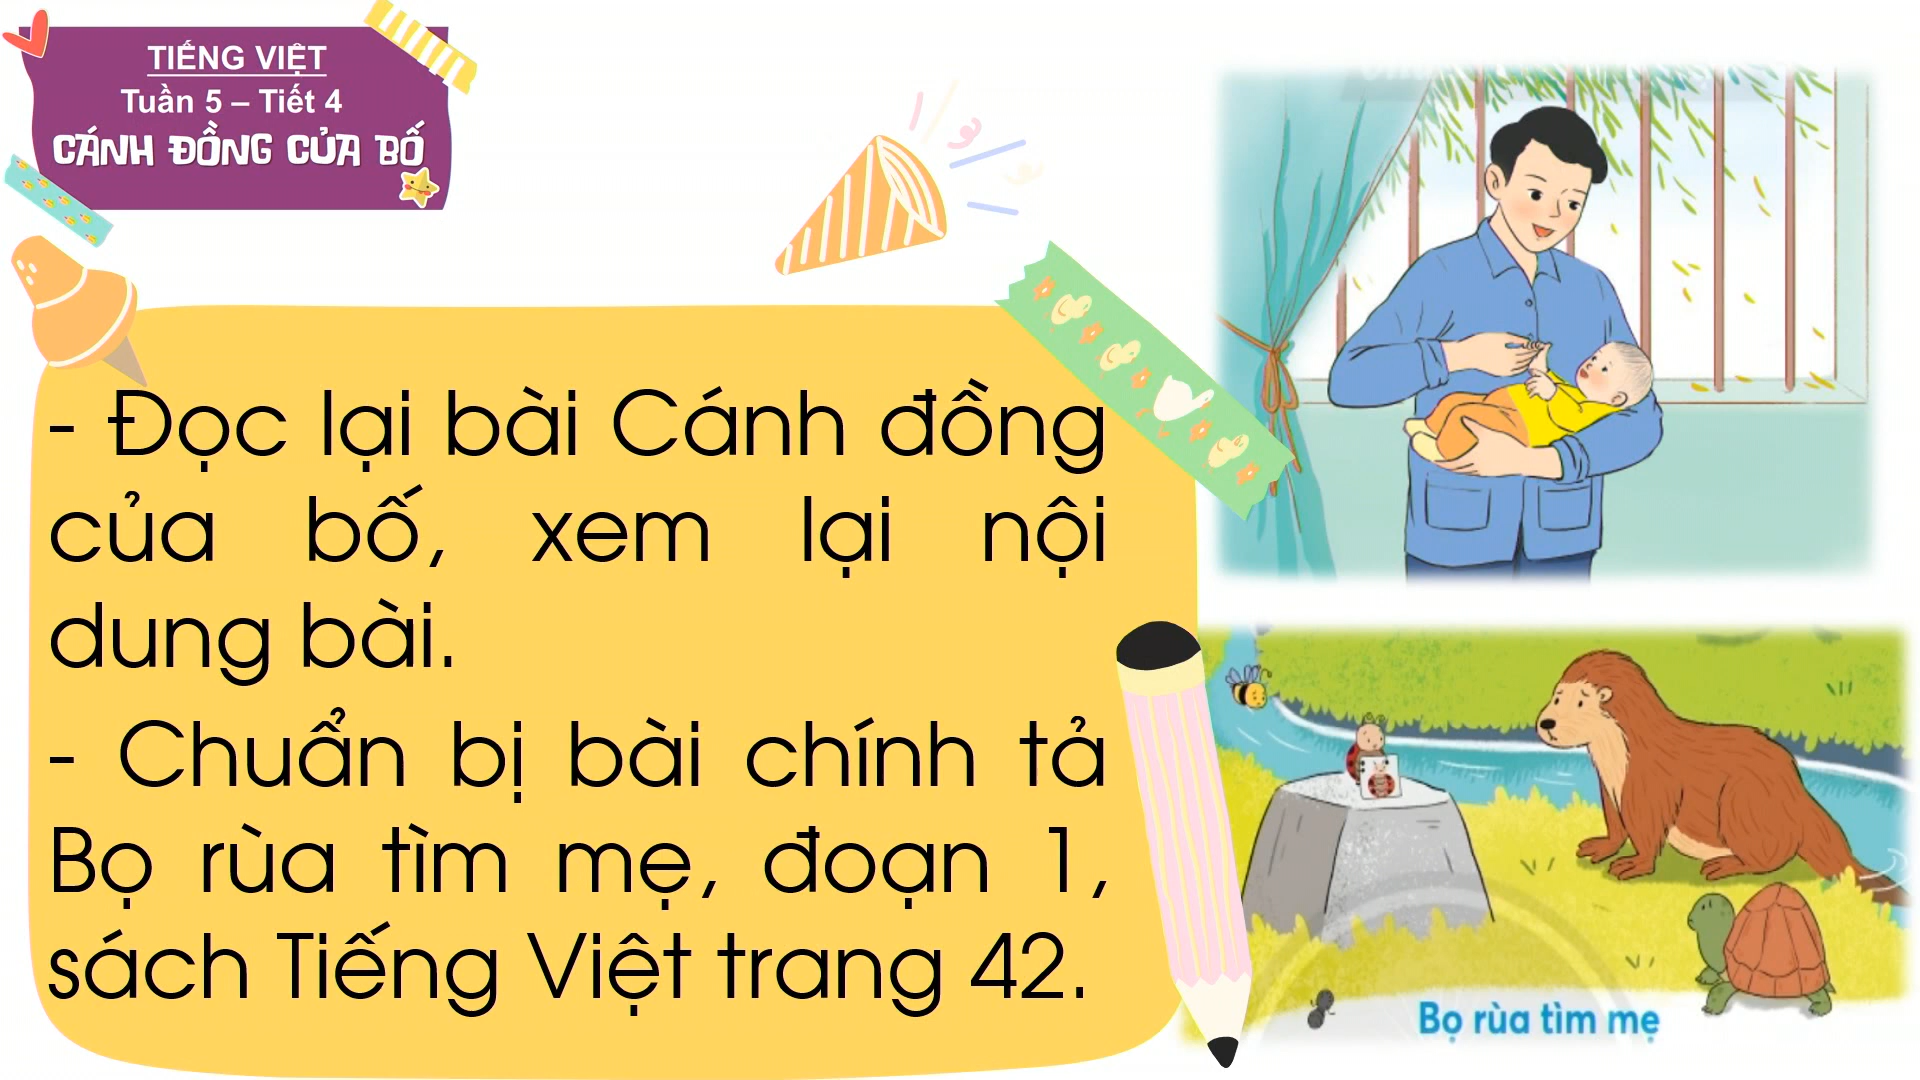 TIẾNG VIỆT
Tuần 5 – Tiết 4
CÁNH ĐỒNG CỦA BỐ
- Đọc lại bài Cánh đồng
của bố, xem lại nội
dung bài.
- Chuẩn bị bài chính tả
Bọ rùa tìm mẹ, đoạn 1,
sách Tiếng Việt trang 42.
Bọ rùa tìm mẹ